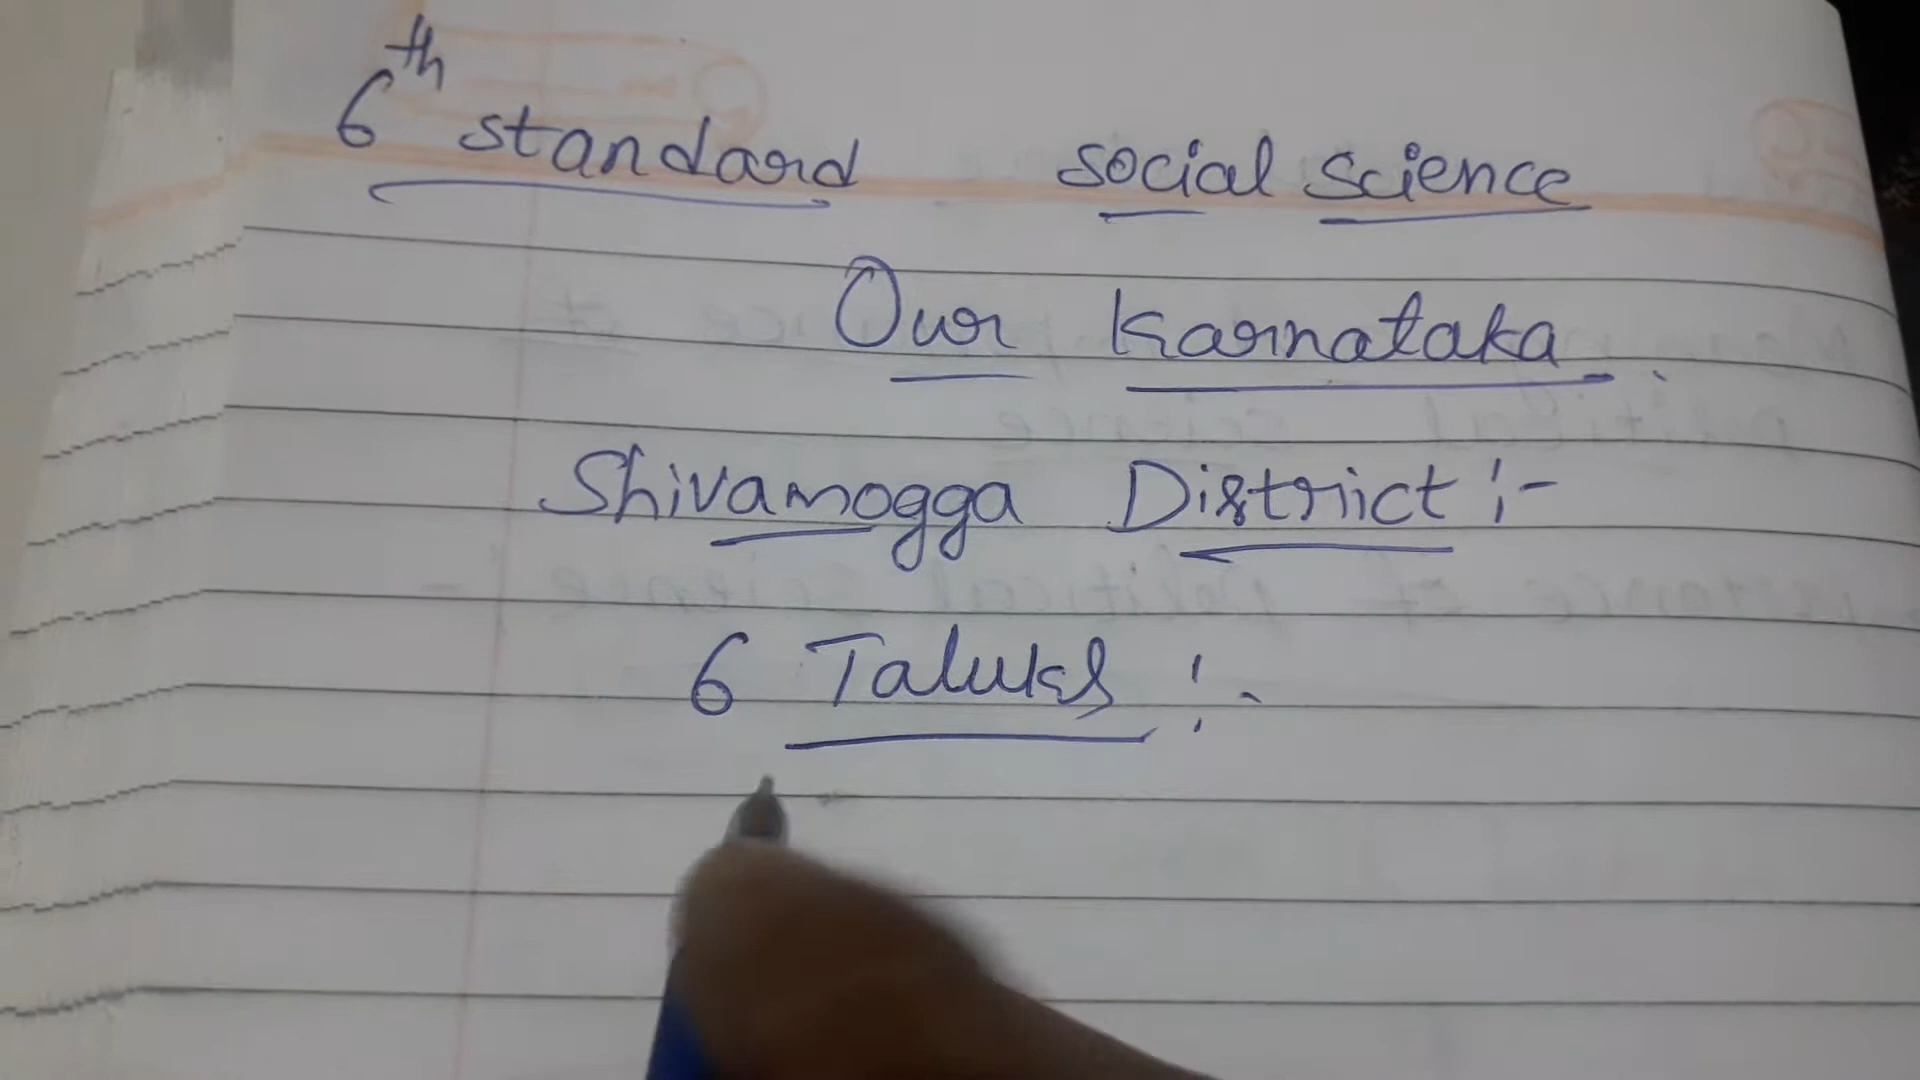 6th standard social science
Our Karnataka
Shivamogga District :-
6 Taluks :-